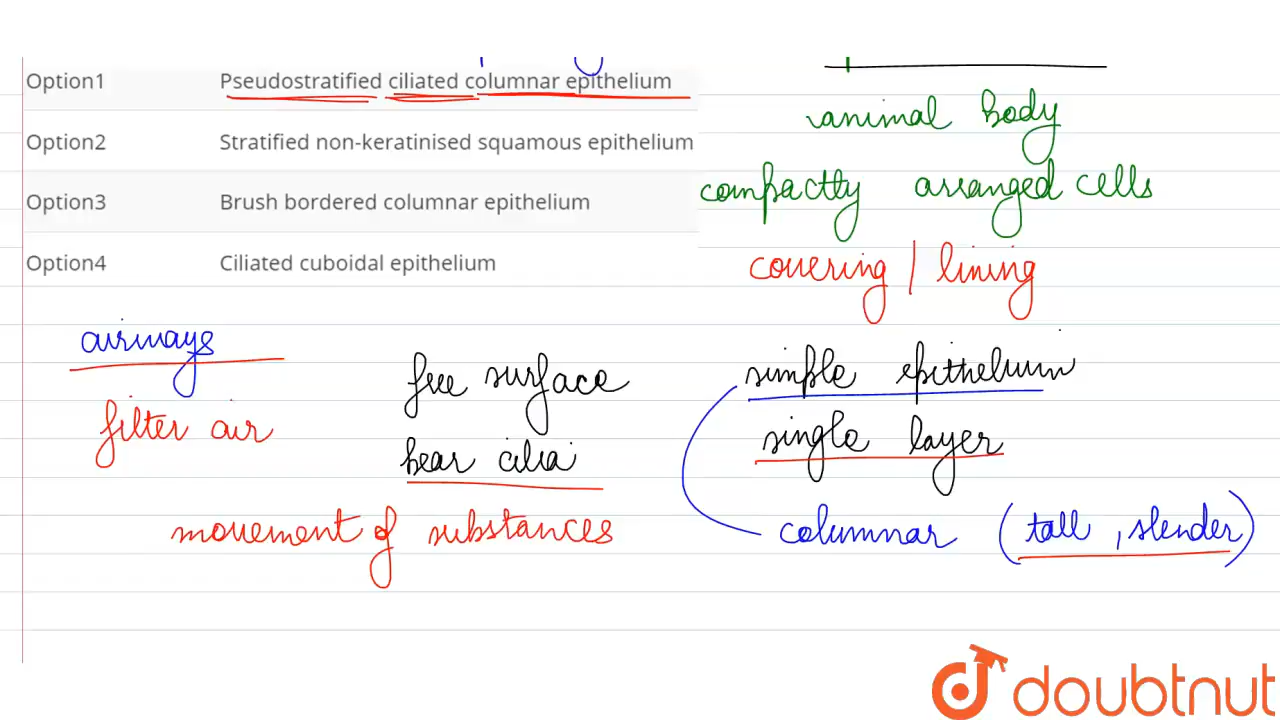 Option1 Pseudostratified ciliated columnar epithelium
Option2 Stratified non-keratinised squamous epithelium
Option3 Brush bordered columnar epithelium
Option4 Ciliated cuboidal epithelium
animal body
compactly arranged cells
covering / lining
airways
filter air
free surface
bear cilia
movement of substances
simple epithelium
single layer
columnar (tall, slender)
doubtnut